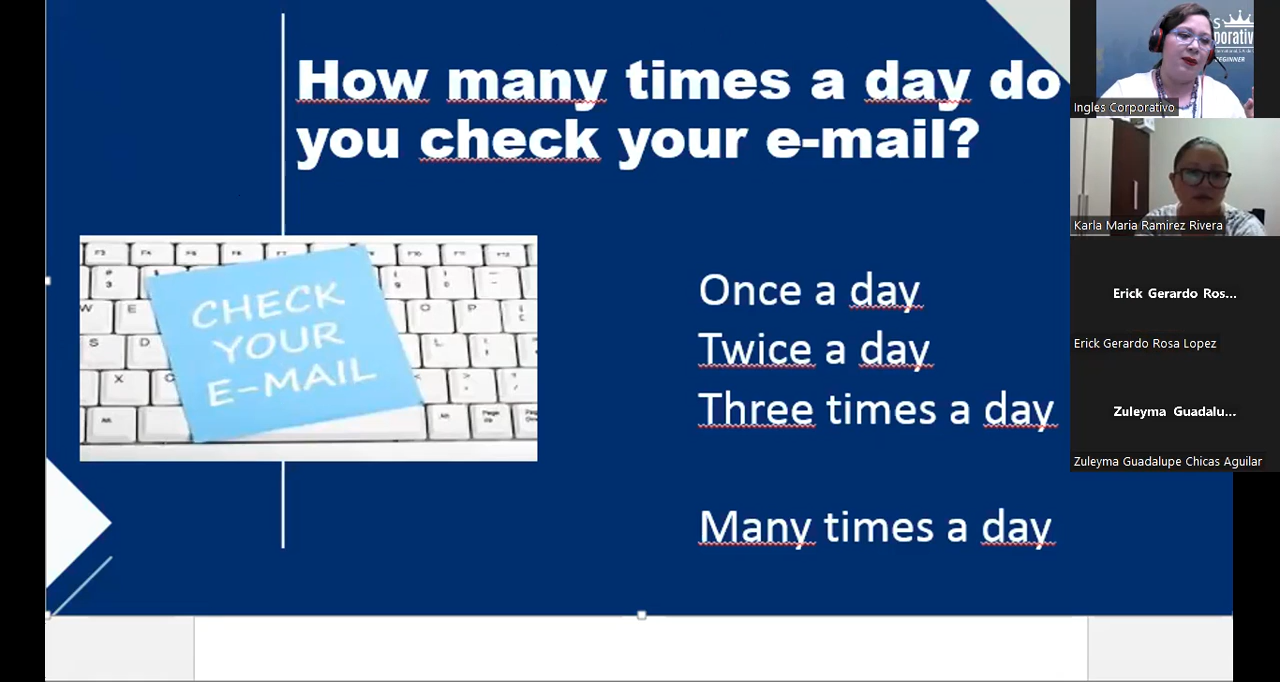 How many times a day do
you check your e-mail?
CHECK
YOUR
E-MAIL
Once a day
Twice a day
Three times a day
Many times a day
Ingles Corporativo
Karla Maria Ramirez Rivera
Erick Gerardo Ros...
Erick Gerardo Rosa Lopez
Zuleyma Guadalu...
Zuleyma Guadalupe Chicas Aguilar